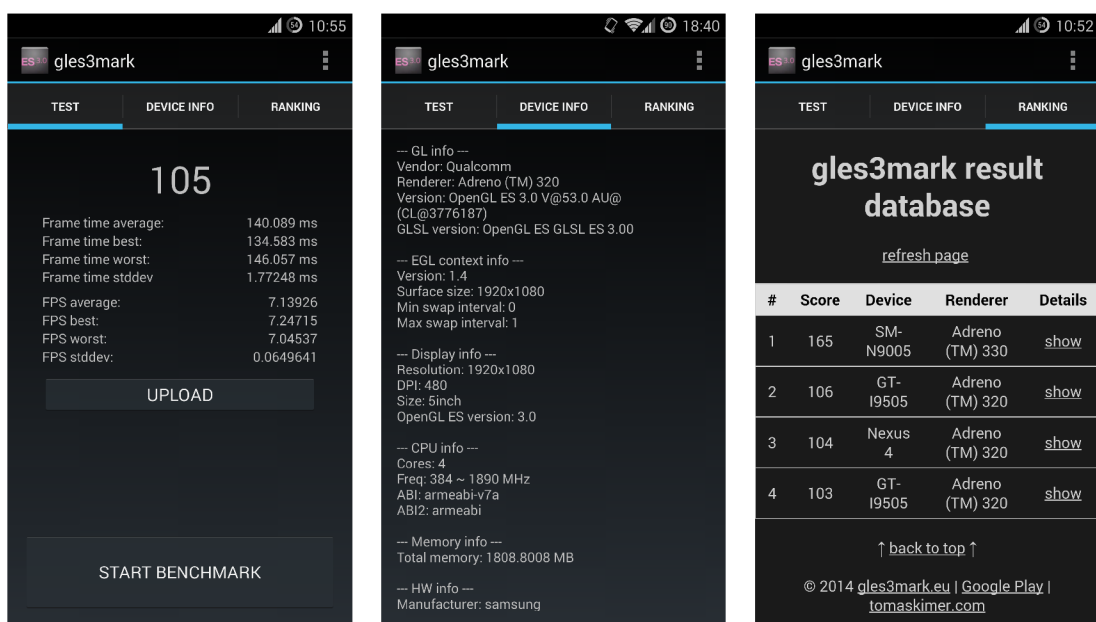 54 10:55
ES 3.0 gles3mark
TEST DEVICE INFO RANKING
105
Frame time average: 140.089 ms
Frame time best: 134.583 ms
Frame time worst: 146.057 ms
Frame time stddev 1.77248 ms
FPS average: 7.13926
FPS best: 7.24715
FPS worst: 7.04537
FPS stddev: 0.0649641
UPLOAD
START BENCHMARK
90 18:40
ES 3.0 gles3mark
TEST DEVICE INFO RANKING
--- GL info ---
Vendor: Qualcomm
Renderer: Adreno (TM) 320
Version: OpenGL ES 3.0 V@53.0 AU@
(CL@3776187)
GLSL version: OpenGL ES GLSL ES 3.00
--- EGL context info ---
Version: 1.4
Surface size: 1920x1080
Min swap interval: 0
Max swap interval: 1
--- Display info ---
Resolution: 1920x1080
DPI: 480
Size: 5inch
OpenGL ES version: 3.0
--- CPU info ---
Cores: 4
Freq: 384 ~ 1890 MHz
ABI: armeabi-v7a
ABI2: armeabi
--- Memory info ---
Total memory: 1808.8008 MB
--- HW info ---
Manufacturer: samsung
54 10:52
ES 3.0 gles3mark
TEST DEVICE INFO RANKING
gles3mark result
database
refresh page
# Score Device Renderer Details
1 165 SM-N9005 Adreno (TM) 330 show
2 106 GT-I9505 Adreno (TM) 320 show
3 104 Nexus 4 Adreno (TM) 320 show
4 103 GT-I9505 Adreno (TM) 320 show
↑ back to top ↑
© 2014 gles3mark.eu | Google Play |
tomaskimer.com